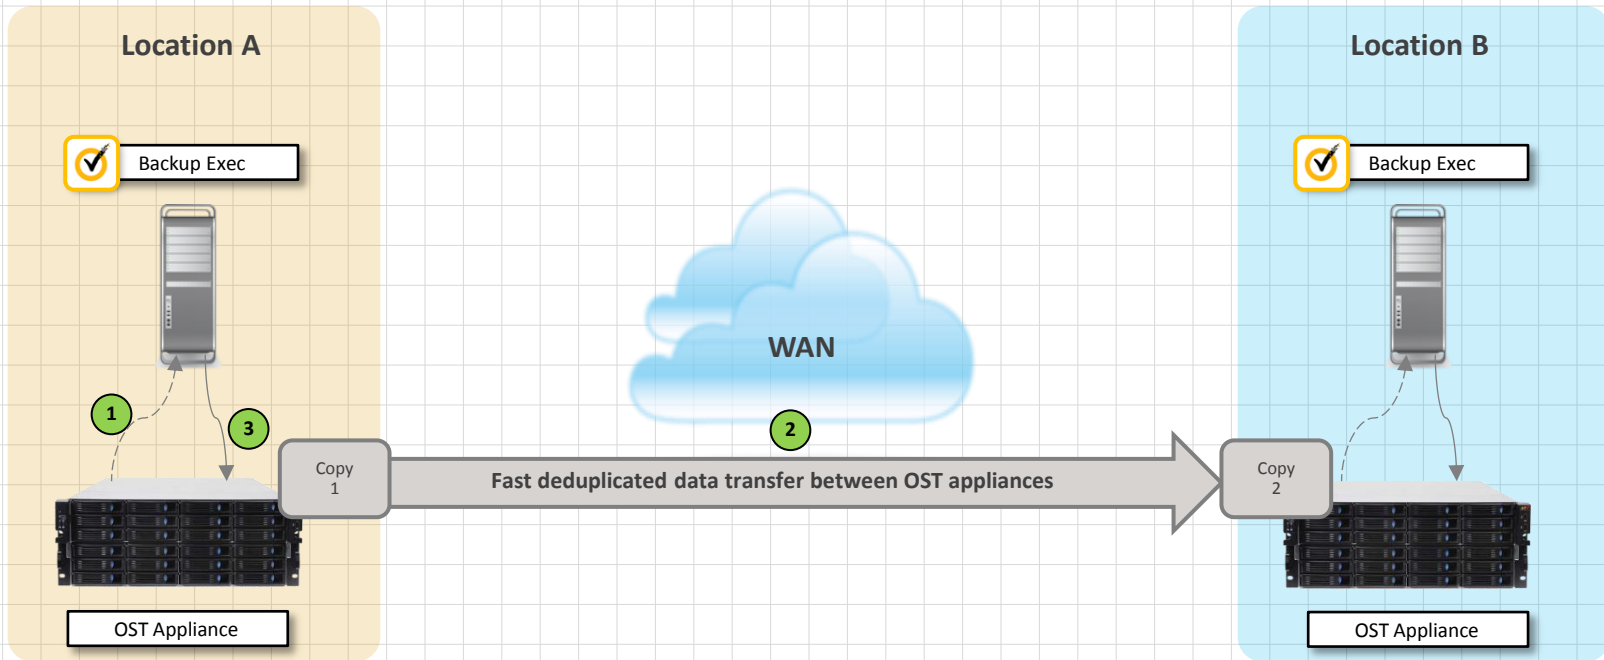 Location A
Location B
Backup Exec
Backup Exec
WAN
1
3
2
Copy
1
Fast deduplicated data transfer between OST appliances
Copy
2
OST Appliance
OST Appliance